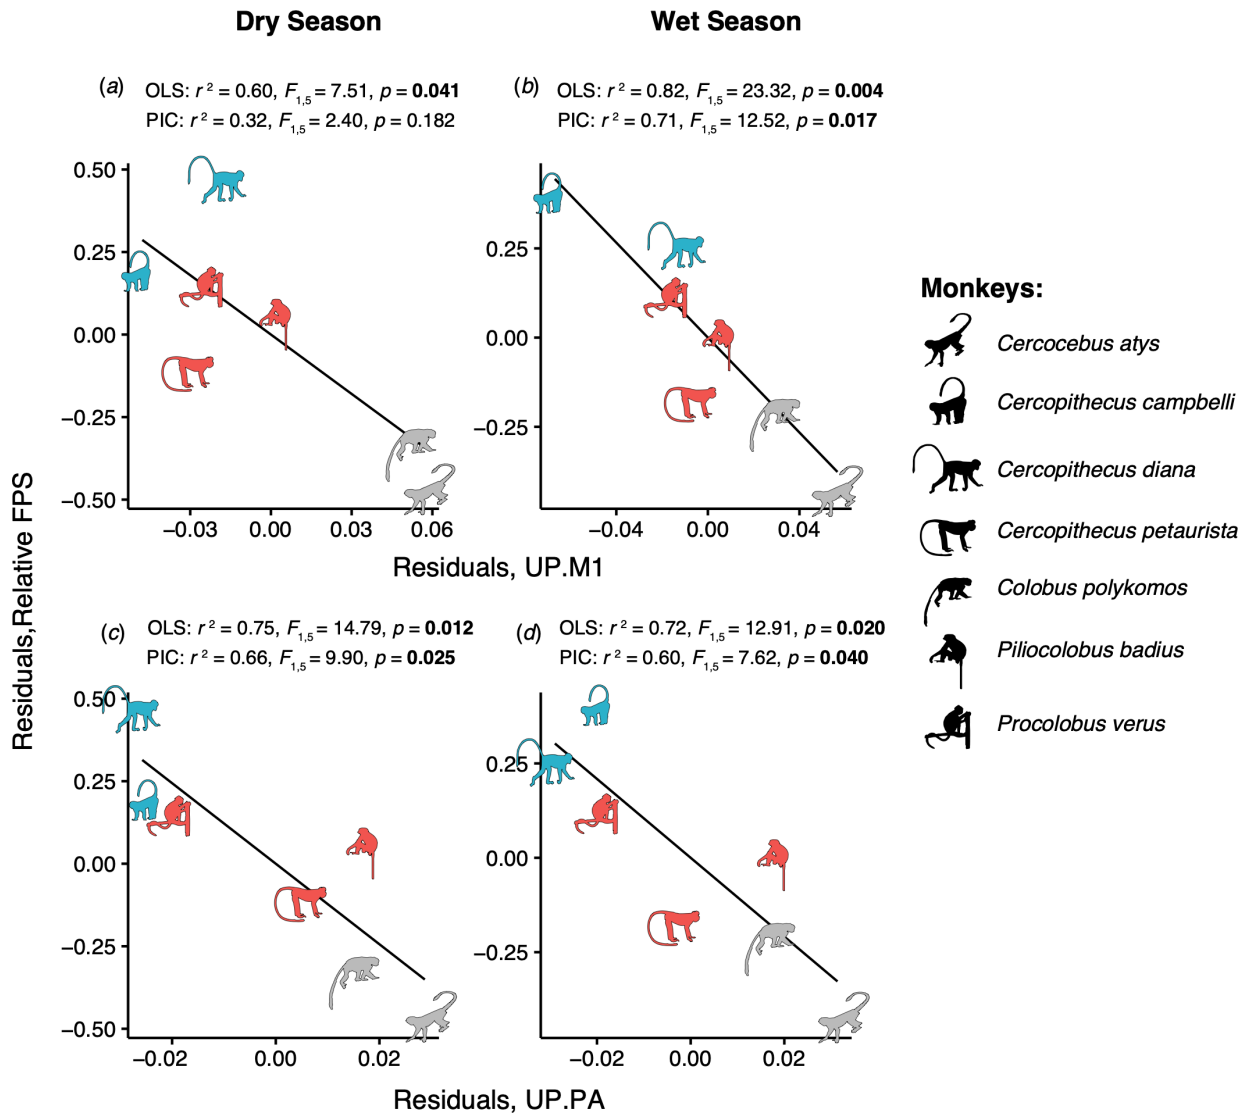 Dry Season
Wet Season
(a)
OLS: r² = 0.60, F1,5 = 7.51, p = 0.041
PIC: r² = 0.32, F1,5 = 2.40, p = 0.182
(b)
OLS: r² = 0.82, F1,5 = 23.32, p = 0.004
PIC: r² = 0.71, F1,5 = 12.52, p = 0.017
0.50
0.25
0.00
−0.25
−0.50
−0.03
0.00
0.03
0.06
0.25
0.00
−0.25
−0.04
0.00
0.04
Residuals, UP.M1
(c)
OLS: r² = 0.75, F1,5 = 14.79, p = 0.012
PIC: r² = 0.66, F1,5 = 9.90, p = 0.025
(d)
OLS: r² = 0.72, F1,5 = 12.91, p = 0.020
PIC: r² = 0.60, F1,5 = 7.62, p = 0.040
0.50
0.25
0.00
−0.25
−0.50
−0.02
0.00
0.02
0.25
0.00
−0.25
−0.02
0.00
0.02
Residuals, UP.PA
Residuals,Relative FPS
Monkeys:
Cercocebus atys
Cercopithecus campbelli
Cercopithecus diana
Cercopithecus petaurista
Colobus polykomos
Piliocolobus badius
Procolobus verus